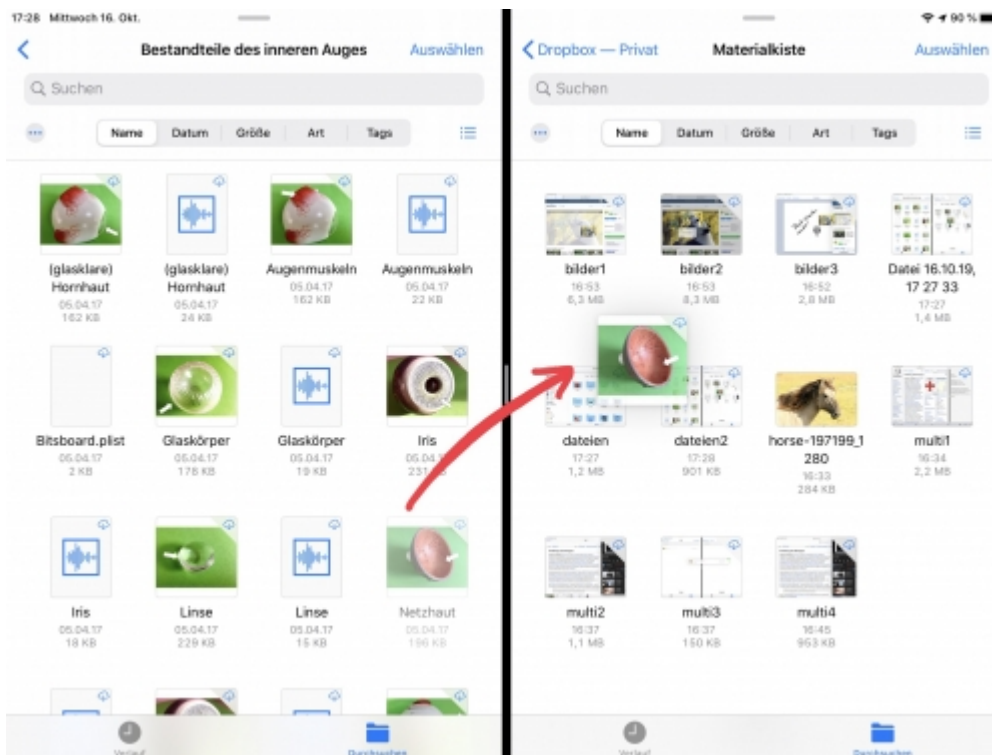 17:28 Mittwoch 16. Okt.
90 %
Bestandteile des inneren Auges
Auswählen
Suchen
Name Datum Größe Art Tags
(glasklare) Hornhaut
05.04.17
162 KB
(glasklare) Hornhaut
05.04.17
24 KB
Augenmuskeln
05.04.17
162 KB
Augenmuskeln
05.04.17
22 KB
Bitsboard.plist
05.04.17
2 KB
Glaskörper
05.04.17
178 KB
Glaskörper
05.04.17
19 KB
Iris
05.04.17
231 KB
Iris
05.04.17
18 KB
Linse
05.04.17
229 KB
Linse
05.04.17
15 KB
Netzhaut
05.04.17
196 KB
Verlauf
Durchsuchen
Dropbox — Privat
Materialkiste
Auswählen
Suchen
Name Datum Größe Art Tags
bilder1
16:53
6,3 MB
bilder2
16:53
8,3 MB
bilder3
16:52
2,8 MB
Datei 16.10.19, 17 27 33
17:27
1,4 MB
dateien
17:27
1,2 MB
dateien2
17:28
901 KB
horse-197199_1280
16:33
284 KB
multi1
16:34
2,2 MB
multi2
16:37
1,1 MB
multi3
16:37
150 KB
multi4
16:45
953 KB
Verlauf
Durchsuchen